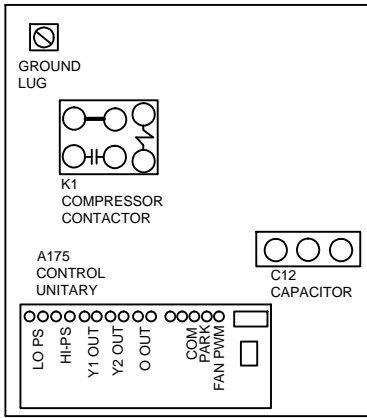 GROUND
LUG
K1
COMPRESSOR
CONTACTOR
A175
CONTROL
UNITARY
C12
CAPACITOR
LO PS
HI-PS
Y1 OUT
Y2 OUT
O OUT
COM
PARK
FAN PWM